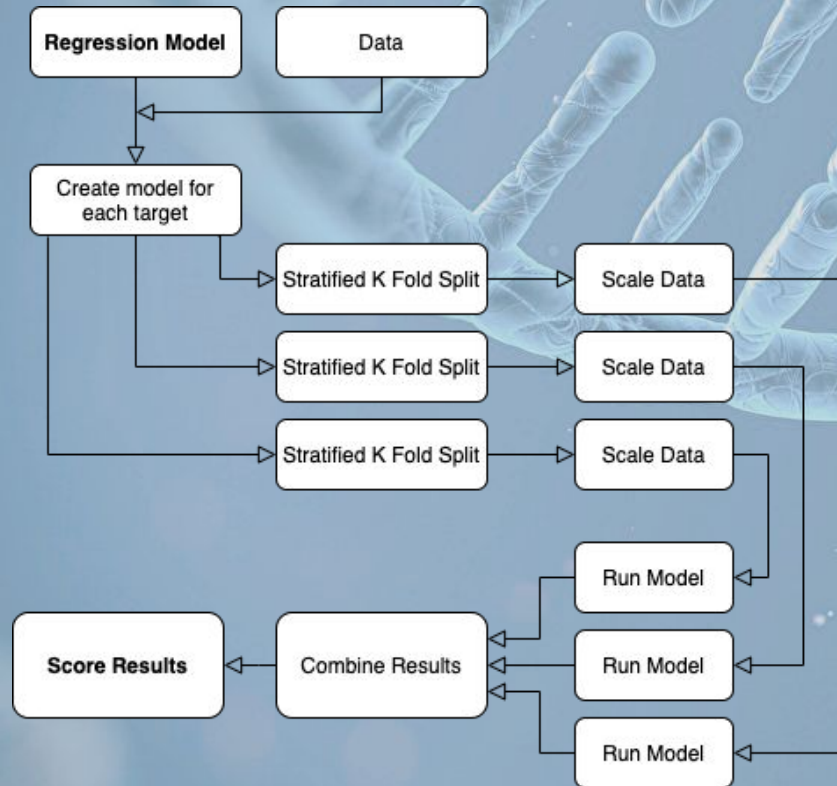 Regression Model
Data
Create model for
each target
Stratified K Fold Split
Scale Data
Stratified K Fold Split
Scale Data
Stratified K Fold Split
Scale Data
Run Model
Score Results
Combine Results
Run Model
Run Model